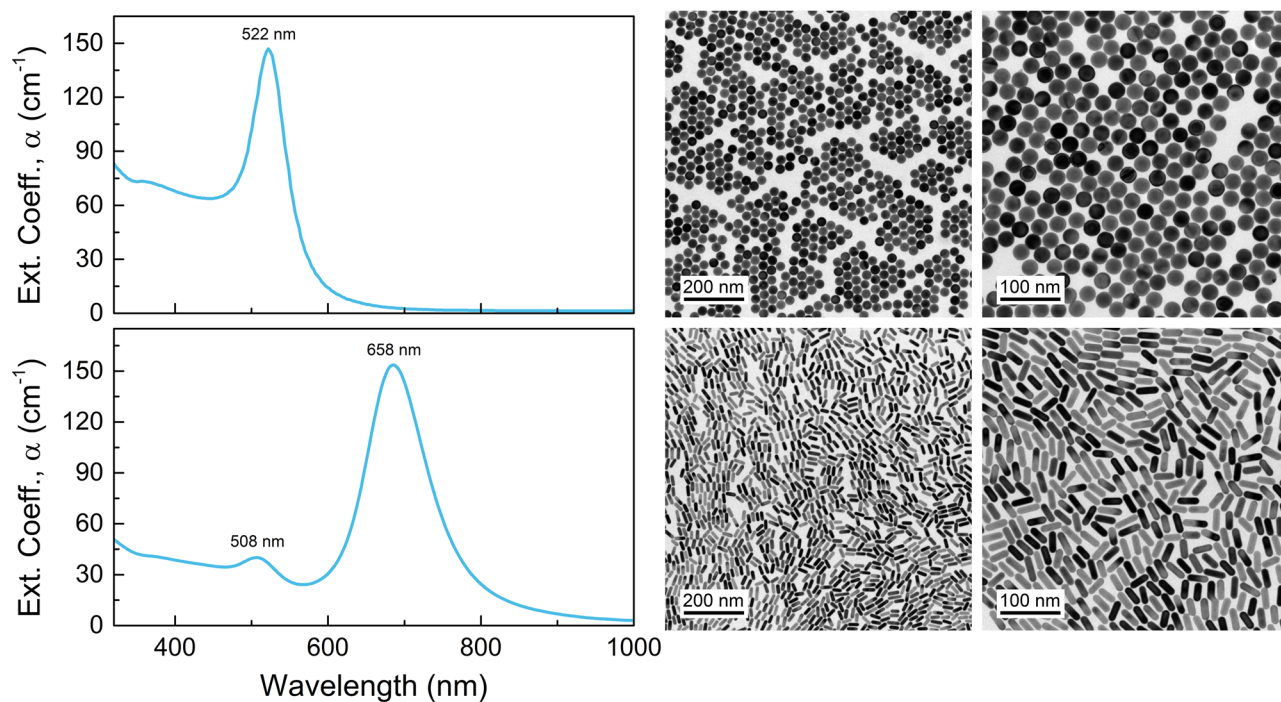 Ext. Coeff., α (cm⁻¹)
150
120
90
60
30
0
522 nm
200 nm
100 nm
Ext. Coeff., α (cm⁻¹)
150
120
90
60
30
0
508 nm
658 nm
400
600
800
1000
Wavelength (nm)
200 nm
100 nm